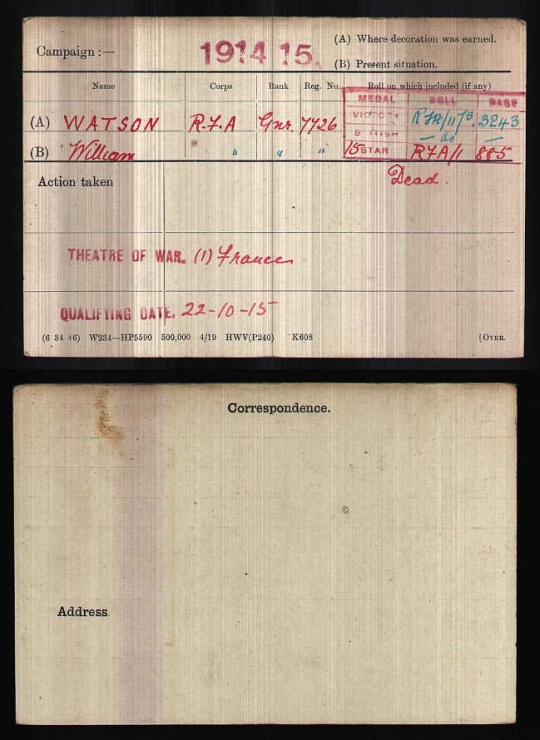 Campaign :— 1914 15. (A) Where decoration was earned.
(B) Present situation.
Name Corps Rank Reg. No. Roll on which included (if any)
MEDAL ROLL PAGE
(A) WATSON R.F.A Gnr. 7726 VICTORY 3243
(B) William " " " BRITISH — do — —
15 STAR RFA/1 885
Action taken Dead.
THEATRE OF WAR. (1) France
QUALIFYING DATE. 22-10-15
(6 34 46) W234—HP5590 500,000 4/19 HWV(P240) K608 [OVER.
Correspondence.
©
Address